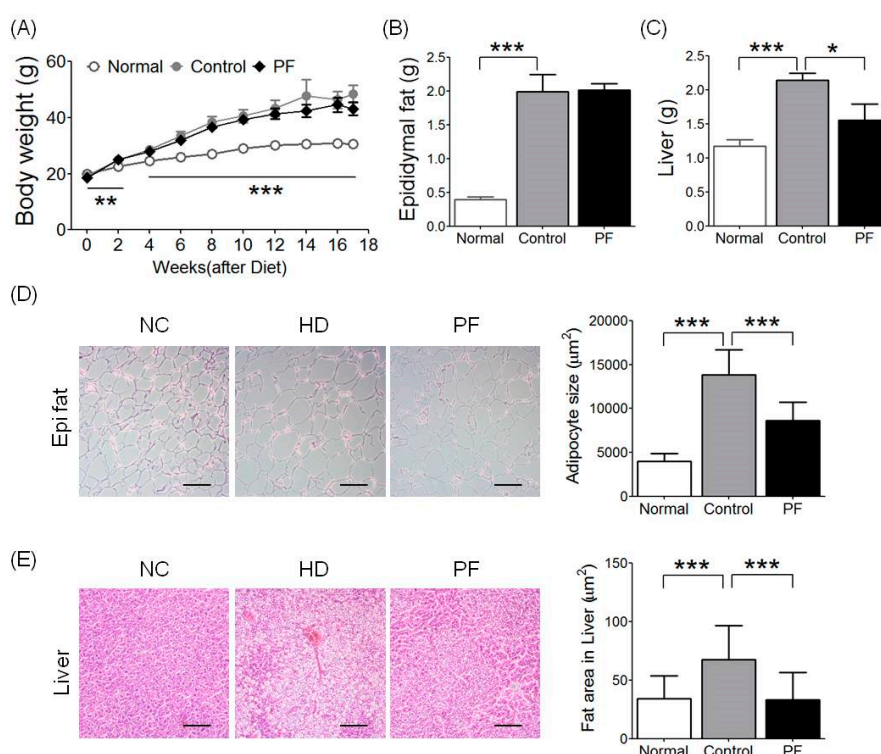 (A)
Normal Control PF
Body weight (g)
60
40
20
0
** ***
0 2 4 6 8 10 12 14 16 18
Weeks(after Diet)
(B)
***
Epididymal fat (g)
2.5
2.0
1.5
1.0
0.5
0.0
Normal Control PF
(C)
*** *
Liver (g)
2.5
2.0
1.5
1.0
0.5
0.0
Normal Control PF
(D)
NC HD PF
Epi fat
*** ***
Adipocyte size (µm²)
20000
15000
10000
5000
0
Normal Control PF
(E)
NC HD PF
Liver
*** ***
Fat area in Liver (µm²)
150
100
50
0
Normal Control PF